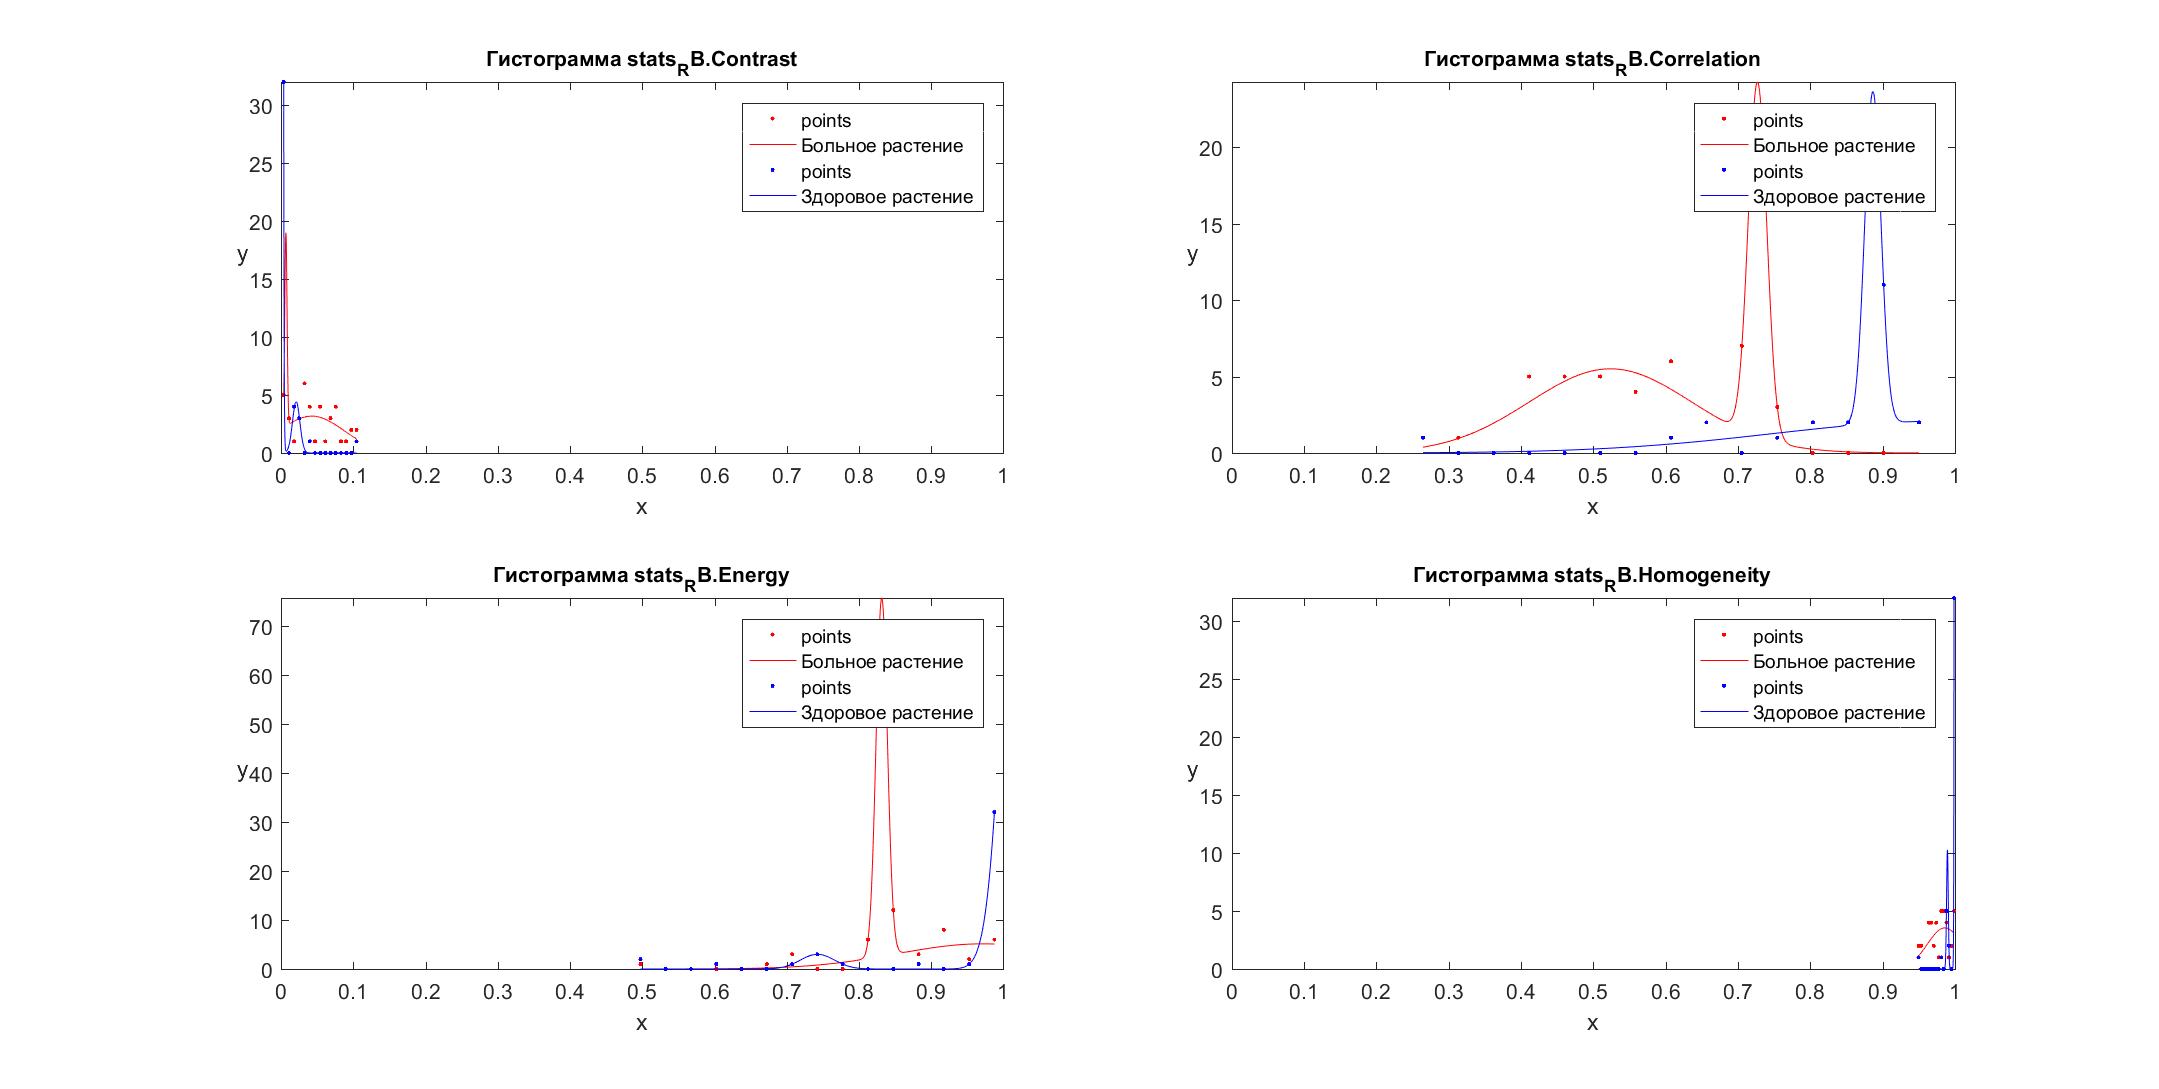 Гистограмма stats_RB.Contrast
30
25
20
15
10
5
0
y
0 0.1 0.2 0.3 0.4 0.5 0.6 0.7 0.8 0.9 1
x
points
Больное растение
points
Здоровое растение
Гистограмма stats_RB.Correlation
20
15
10
5
0
y
0 0.1 0.2 0.3 0.4 0.5 0.6 0.7 0.8 0.9 1
x
points
Больное растение
points
Здоровое растение
Гистограмма stats_RB.Energy
70
60
50
40
30
20
10
0
y
0 0.1 0.2 0.3 0.4 0.5 0.6 0.7 0.8 0.9 1
x
points
Больное растение
points
Здоровое растение
Гистограмма stats_RB.Homogeneity
30
25
20
15
10
5
0
y
0 0.1 0.2 0.3 0.4 0.5 0.6 0.7 0.8 0.9 1
x
points
Больное растение
points
Здоровое растение